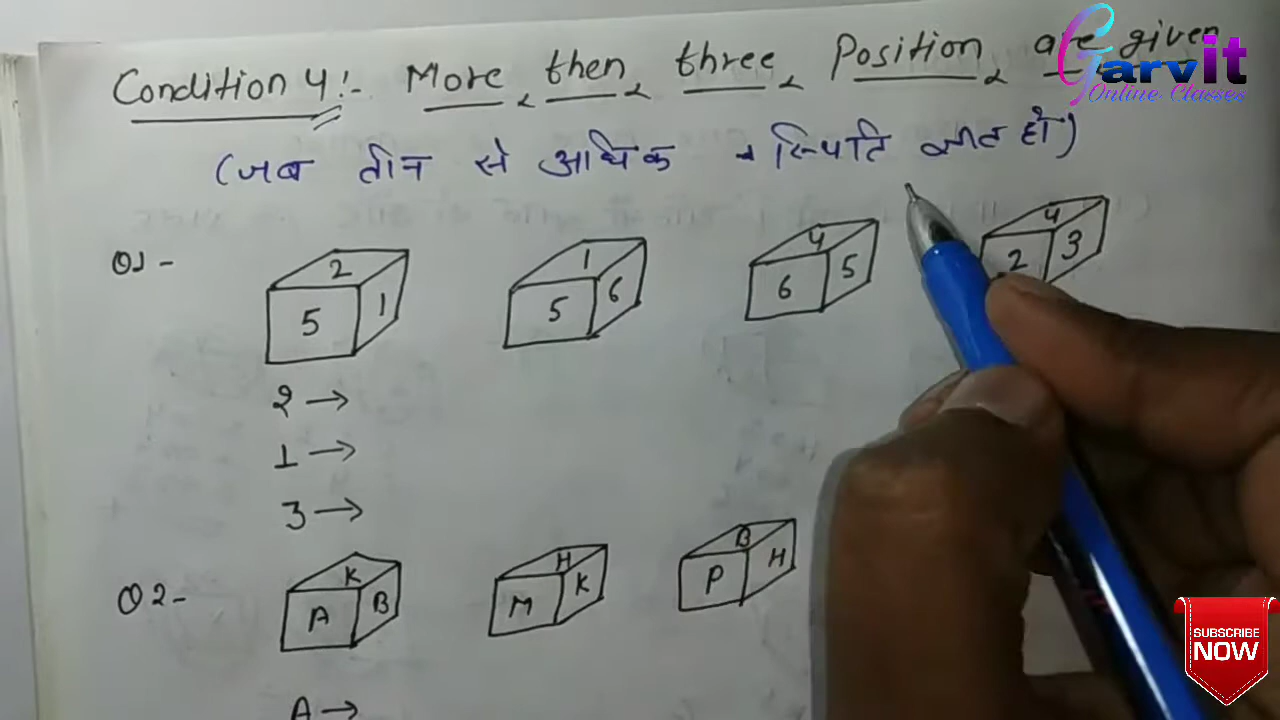 Condition 4!- More then three Position are given
Garvit
Online Classes
(जब तीन से अधिक स्थिति ज्ञात हो)
Q1 -
2
5 1
1
5 6
4
6 5
4
2 3
2 →
1 →
3 →
Q2 -
K
A B
H
M K
B
P H
A →
SUBSCRIBE
NOW